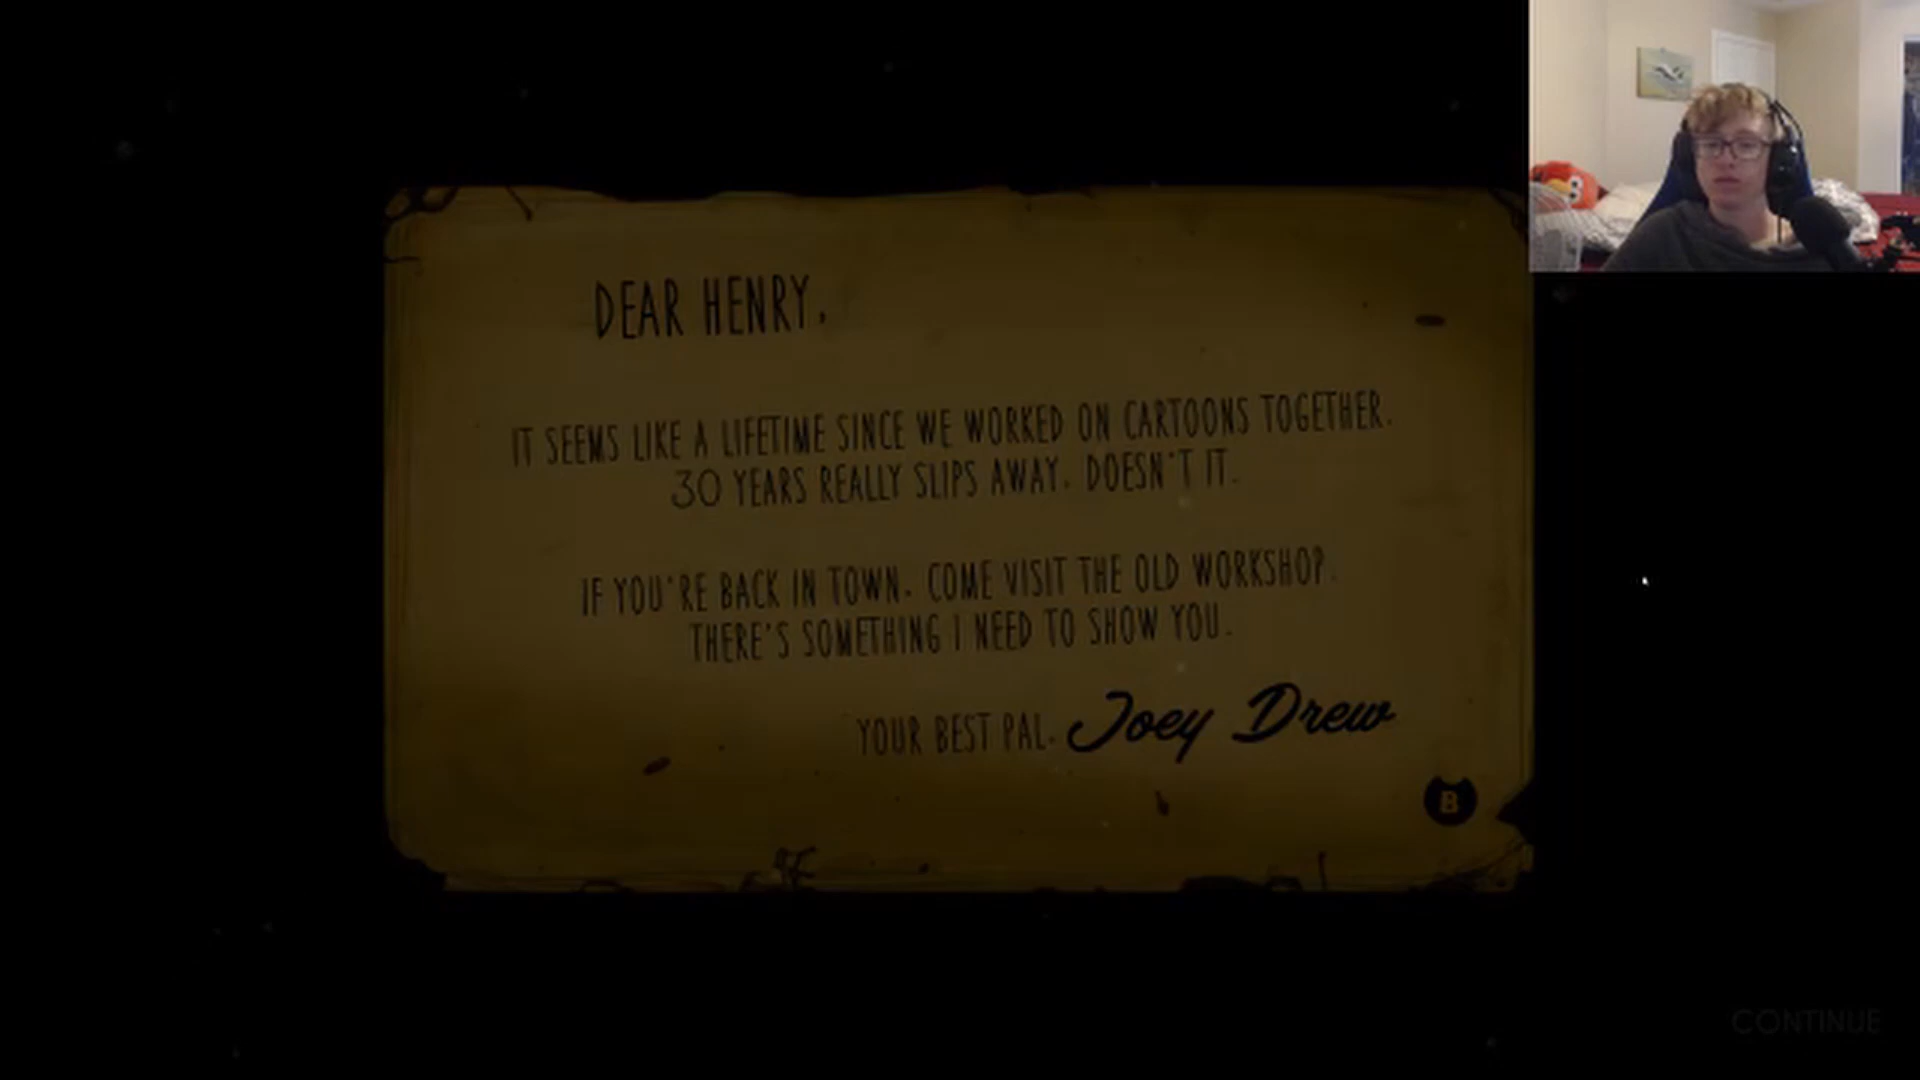 DEAR HENRY,
IT SEEMS LIKE A LIFETIME SINCE WE WORKED ON CARTOONS TOGETHER.
30 YEARS REALLY SLIPS AWAY, DOESN'T IT.
IF YOU'RE BACK IN TOWN, COME VISIT THE OLD WORKSHOP.
THERE'S SOMETHING I NEED TO SHOW YOU.
YOUR BEST PAL, Joey Drew
B
CONTINUE